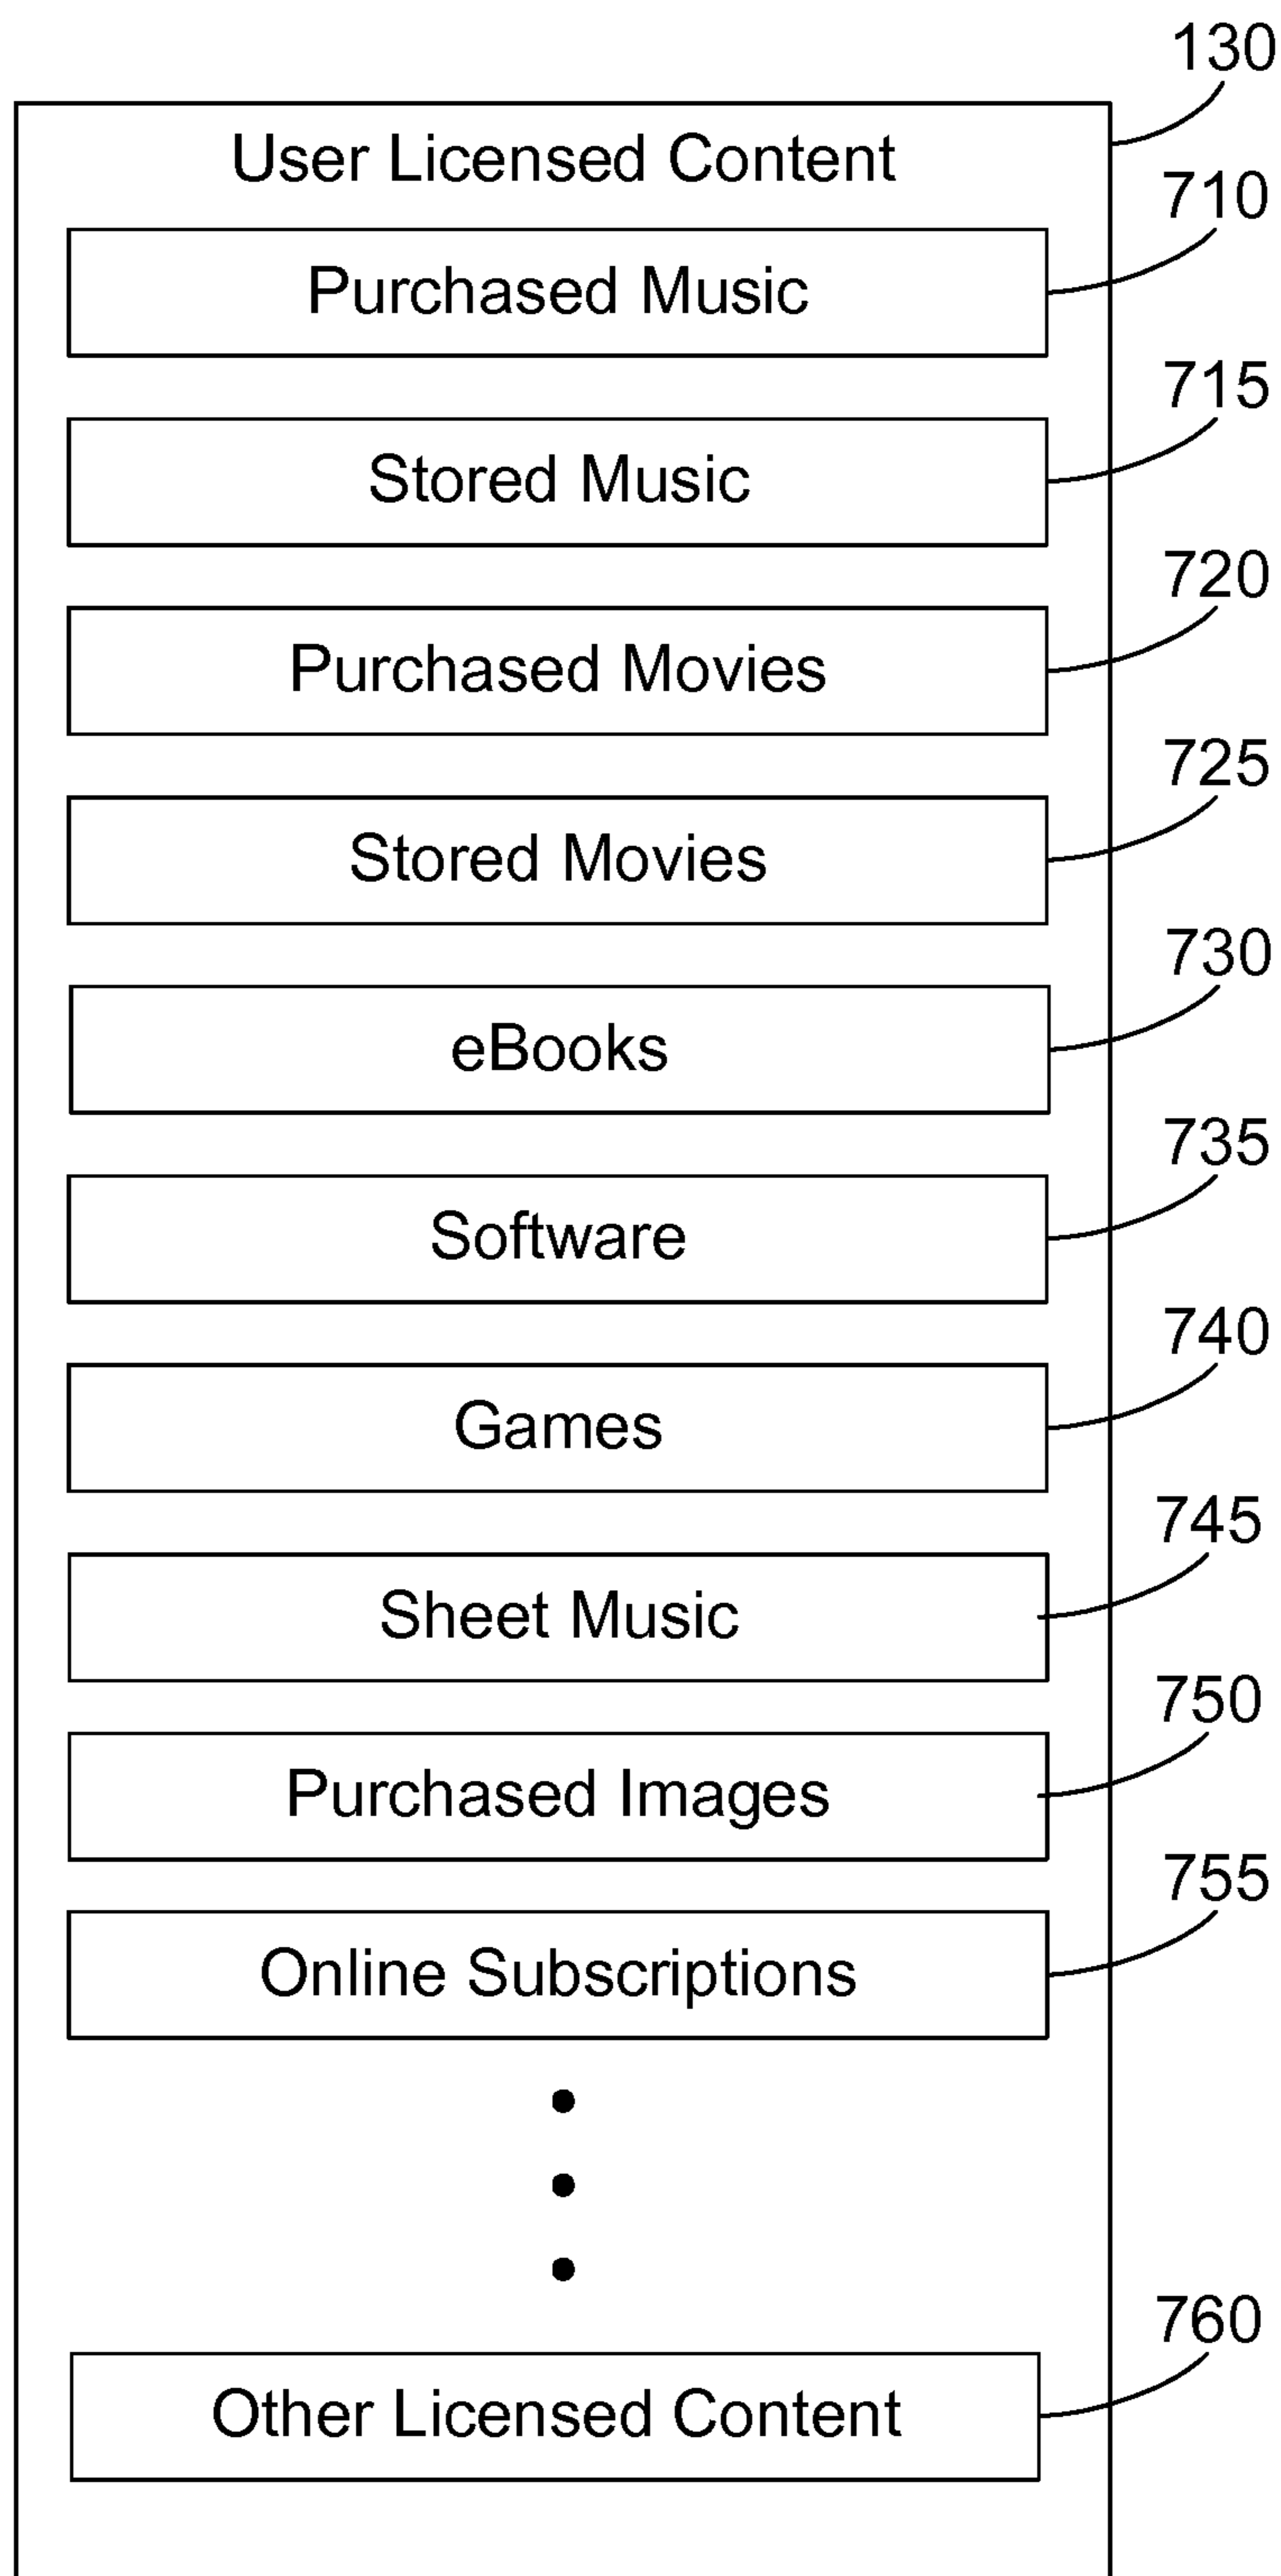 130
User Licensed Content
710
Purchased Music
715
Stored Music
720
Purchased Movies
725
Stored Movies
730
eBooks
735
Software
740
Games
745
Sheet Music
750
Purchased Images
755
Online Subscriptions
760
Other Licensed Content